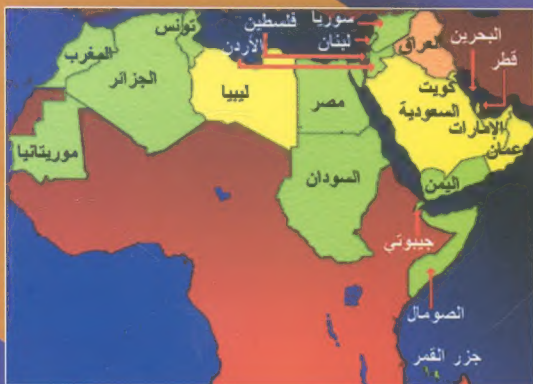 سوريا
فلسطين
تونس
البحرين
لبنان
الأردن
المغرب
العراق
قطر
الجزائر
كويت
ليبيا
مصر
السعودية
الإمارات
عمان
موريتانيا
السودان
اليمن
جيبوتي
الصومال
جزر القمر